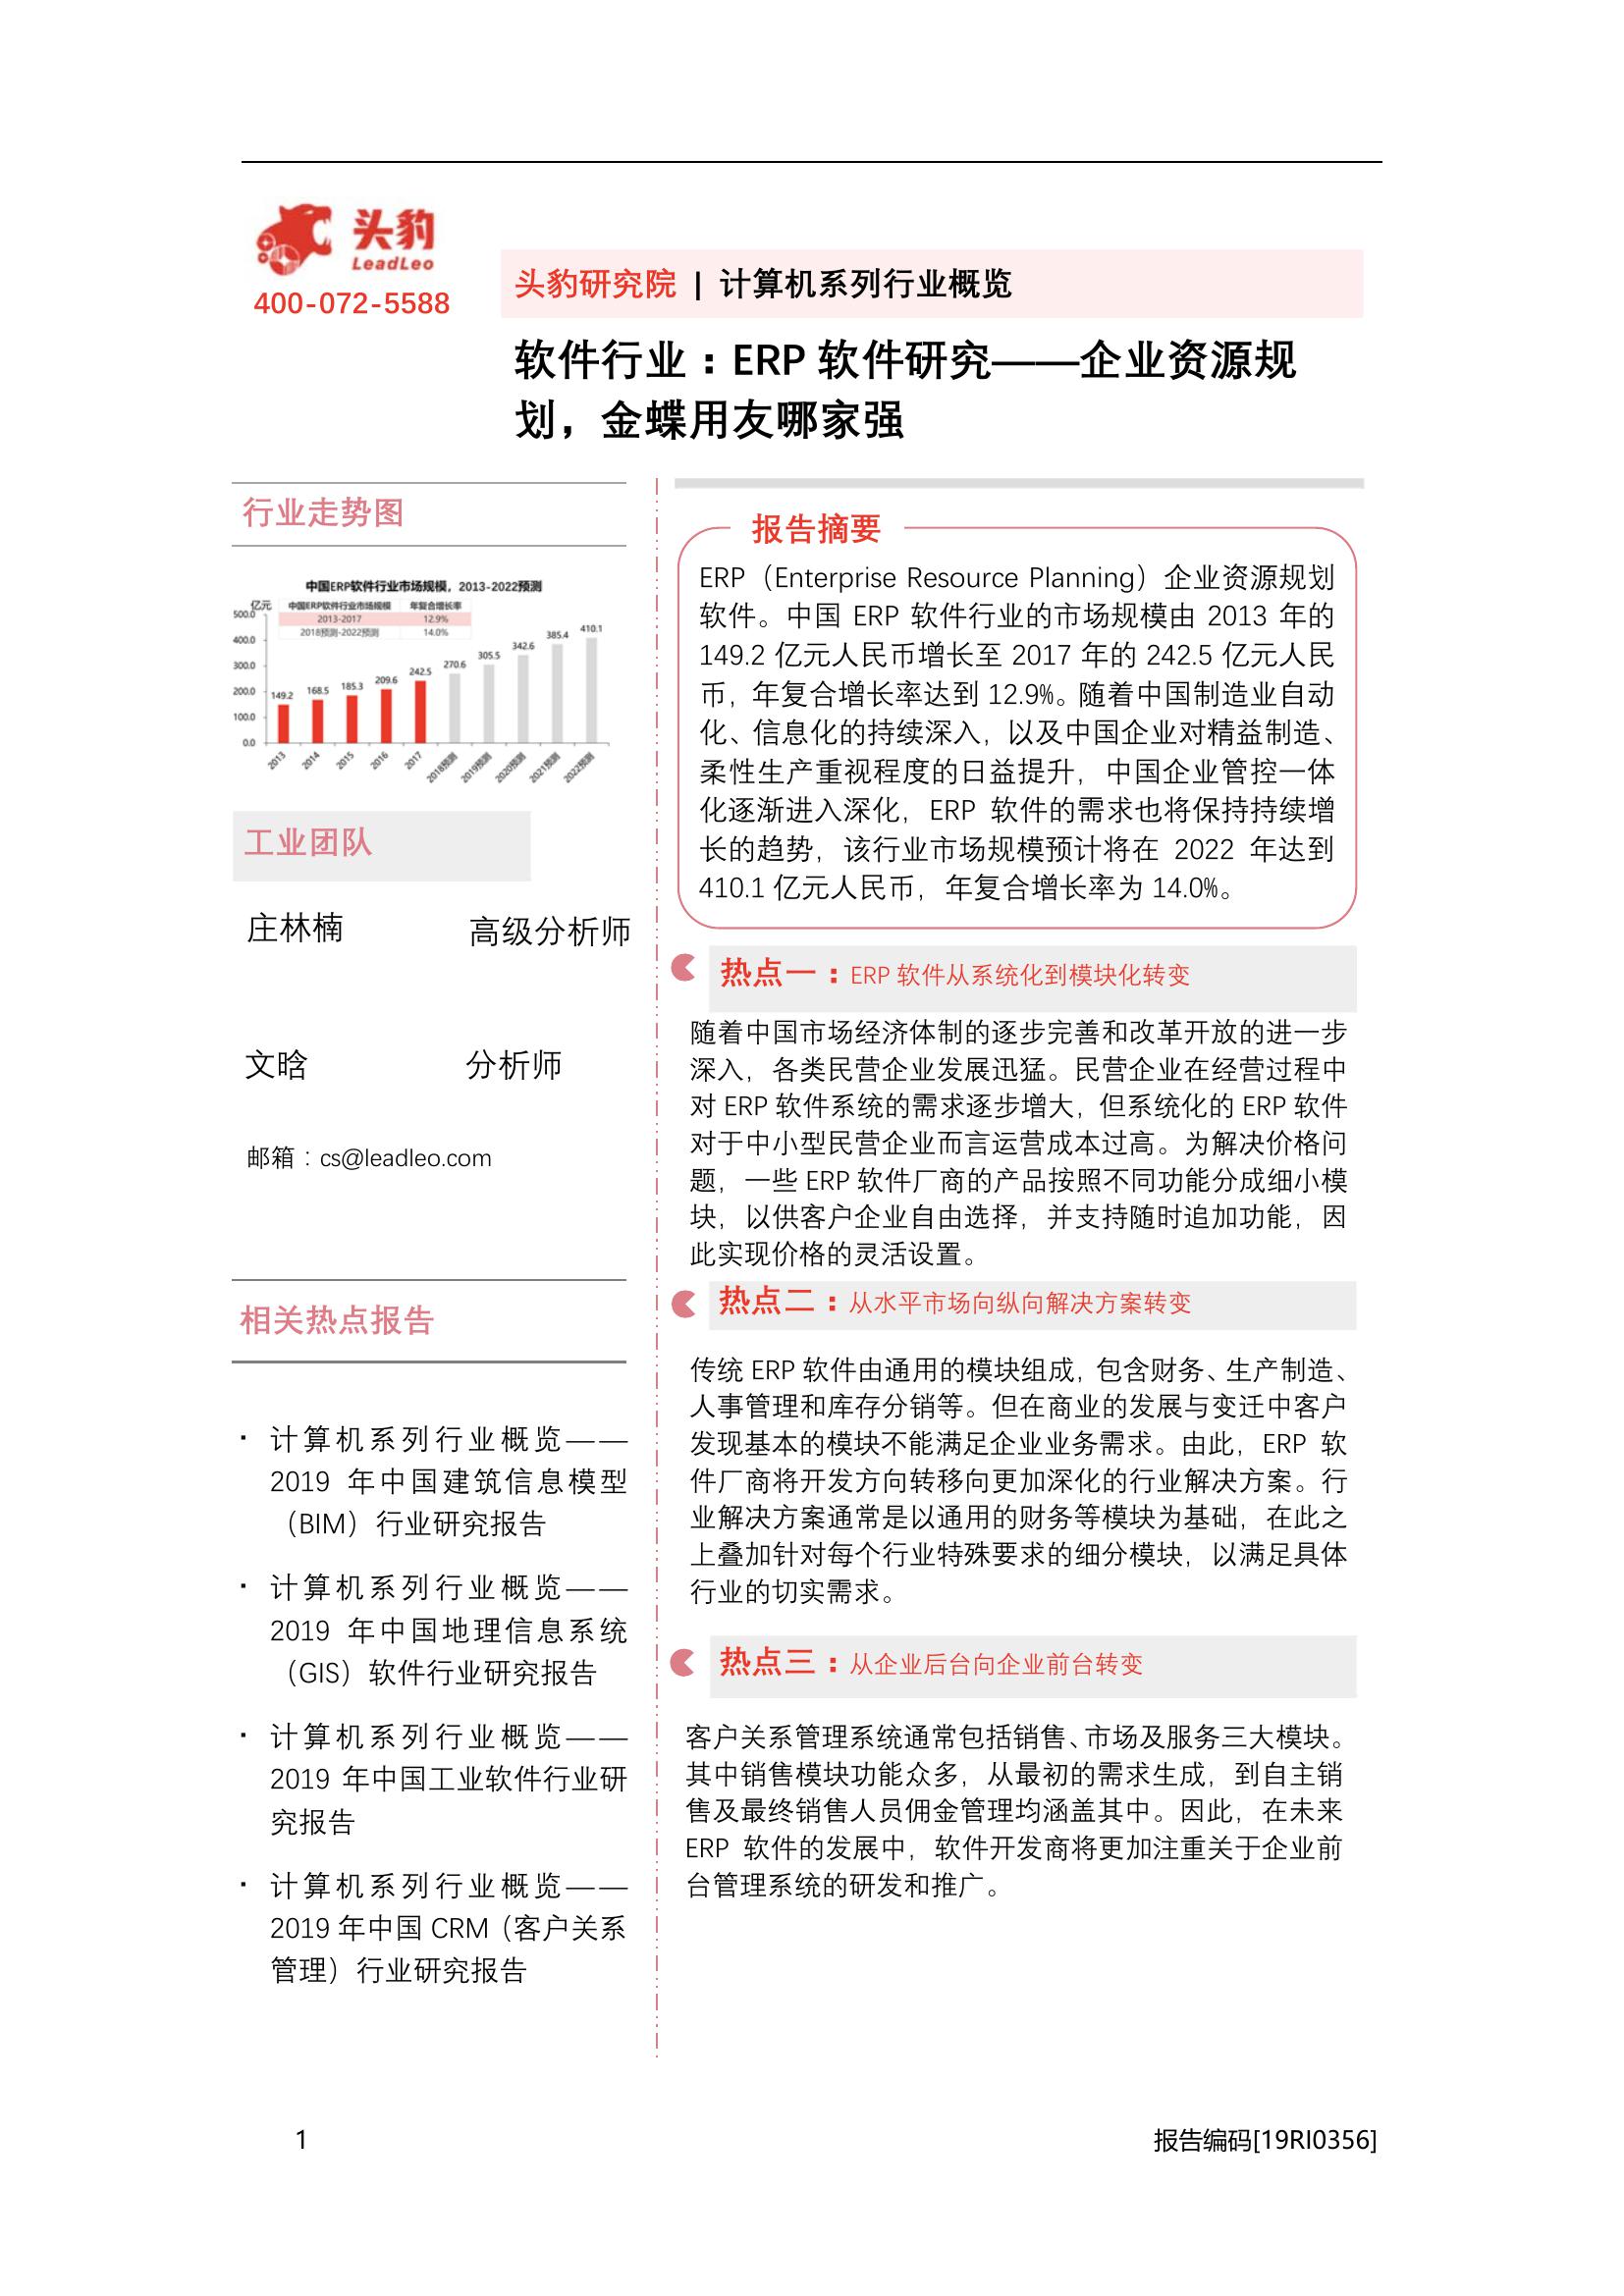 头豹
LeadLeo
400-072-5588
头豹研究院 | 计算机系列行业概览
软件行业：ERP 软件研究——企业资源规
划，金蝶用友哪家强
行业走势图
中国ERP软件行业市场规模，2013-2022预测
亿元
中国ERP软件行业市场规模 年复合增长率
2013-2017 12.9%
2018预测-2022预测 14.0%
500.0
400.0
300.0
200.0
100.0
0.0
149.2 168.5 185.3 209.6 242.5 270.6 305.5 342.6 385.4 410.1
2013 2014 2015 2016 2017 2018预测 2019预测 2020预测 2021预测 2022预测
工业团队
庄林楠 高级分析师
文晗 分析师
邮箱：cs@leadleo.com
相关热点报告
· 计算机系列行业概览——
2019 年中国建筑信息模型
（BIM）行业研究报告
· 计算机系列行业概览——
2019 年中国地理信息系统
（GIS）软件行业研究报告
· 计算机系列行业概览——
2019 年中国工业软件行业研
究报告
· 计算机系列行业概览——
2019 年中国 CRM（客户关系
管理）行业研究报告
报告摘要
ERP（Enterprise Resource Planning）企业资源规划
软件。中国 ERP 软件行业的市场规模由 2013 年的
149.2 亿元人民币增长至 2017 年的 242.5 亿元人民
币，年复合增长率达到 12.9%。随着中国制造业自动
化、信息化的持续深入，以及中国企业对精益制造、
柔性生产重视程度的日益提升，中国企业管控一体
化逐渐进入深化，ERP 软件的需求也将保持持续增
长的趋势，该行业市场规模预计将在 2022 年达到
410.1 亿元人民币，年复合增长率为 14.0%。
热点一：ERP 软件从系统化到模块化转变
随着中国市场经济体制的逐步完善和改革开放的进一步
深入，各类民营企业发展迅猛。民营企业在经营过程中
对 ERP 软件系统的需求逐步增大，但系统化的 ERP 软件
对于中小型民营企业而言运营成本过高。为解决价格问
题，一些 ERP 软件厂商的产品按照不同功能分成细小模
块，以供客户企业自由选择，并支持随时追加功能，因
此实现价格的灵活设置。
热点二：从水平市场向纵向解决方案转变
传统 ERP 软件由通用的模块组成，包含财务、生产制造、
人事管理和库存分销等。但在商业的发展与变迁中客户
发现基本的模块不能满足企业业务需求。由此，ERP 软
件厂商将开发方向转移向更加深化的行业解决方案。行
业解决方案通常是以通用的财务等模块为基础，在此之
上叠加针对每个行业特殊要求的细分模块，以满足具体
行业的切实需求。
热点三：从企业后台向企业前台转变
客户关系管理系统通常包括销售、市场及服务三大模块。
其中销售模块功能众多，从最初的需求生成，到自主销
售及最终销售人员佣金管理均涵盖其中。因此，在未来
ERP 软件的发展中，软件开发商将更加注重关于企业前
台管理系统的研发和推广。
1
报告编码[19RI0356]